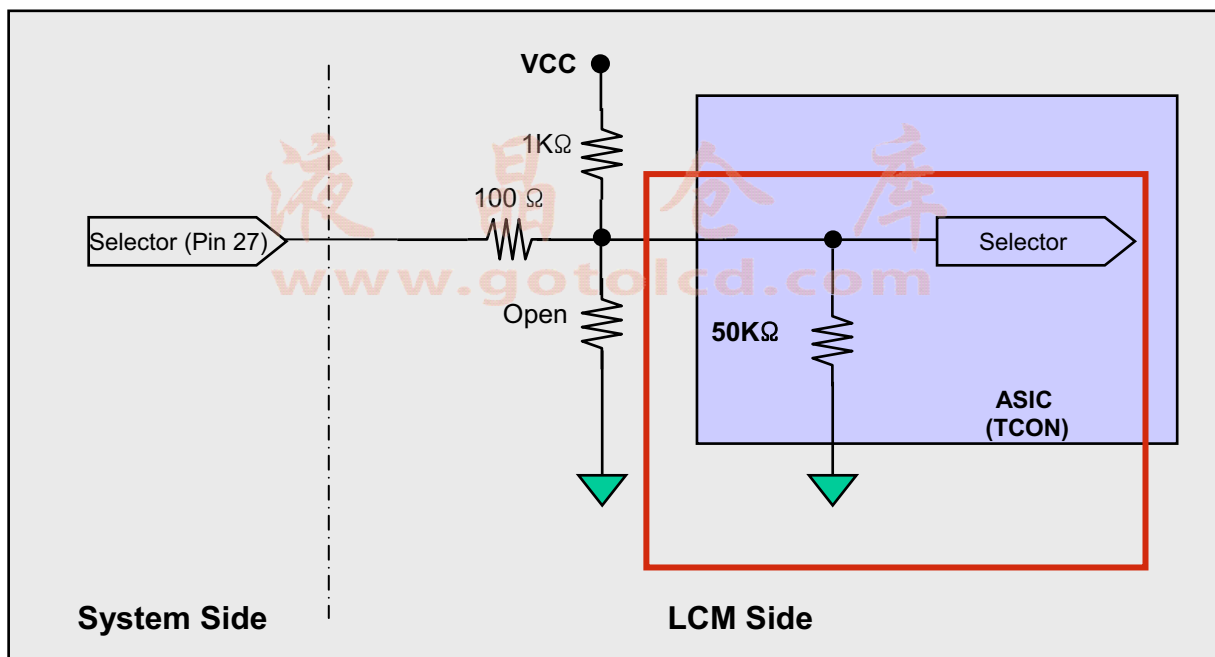 VCC
1KΩ
100 Ω
Selector (Pin 27)
Selector
液晶仓库
www.gotolcd.com
Open
50KΩ
ASIC
(TCON)
System Side
LCM Side